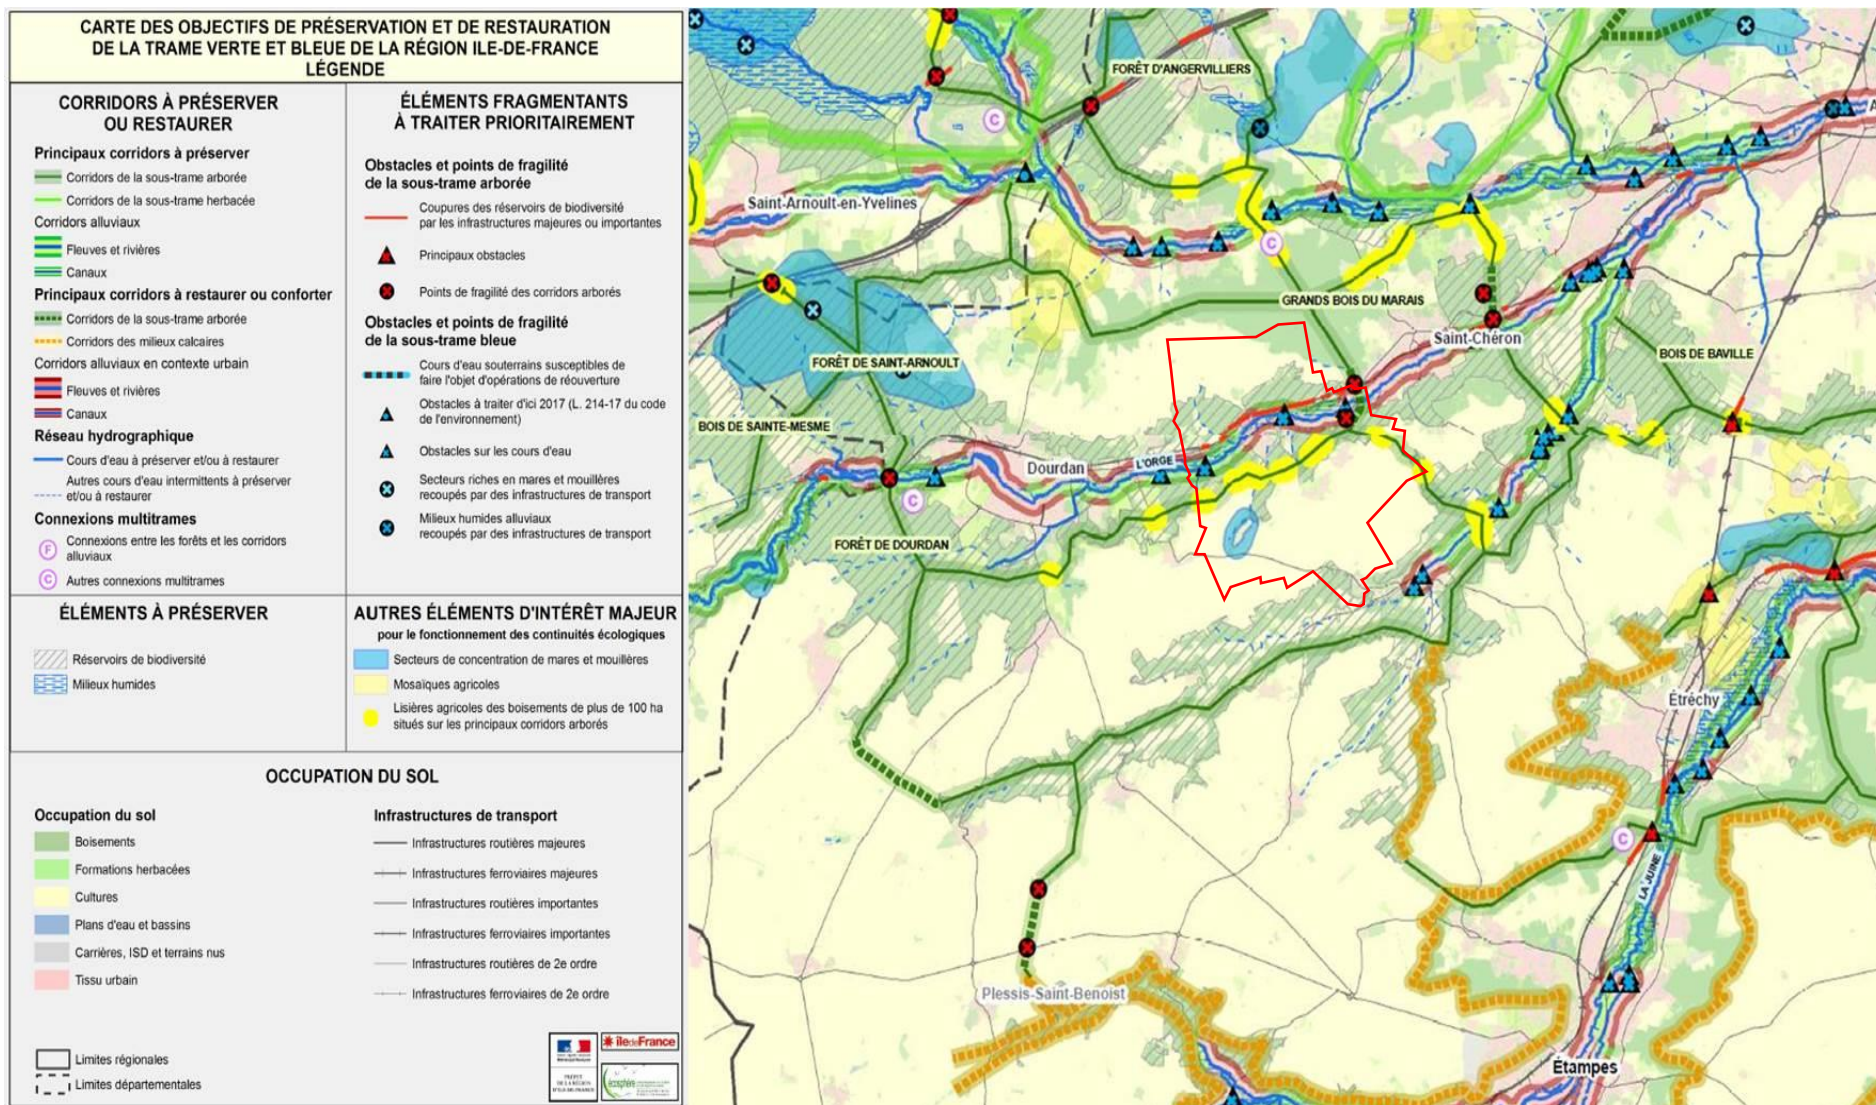 CARTE DES OBJECTIFS DE PRÉSERVATION ET DE RESTAURATION
DE LA TRAME VERTE ET BLEUE DE LA RÉGION ILE-DE-FRANCE
LÉGENDE
CORRIDORS À PRÉSERVER
OU RESTAURER
Principaux corridors à préserver
Corridors de la sous-trame arborée
Corridors de la sous-trame herbacée
Corridors alluviaux
Fleuves et rivières
Canaux
Principaux corridors à restaurer ou conforter
Corridors de la sous-trame arborée
Corridors des milieux calcaires
Corridors alluviaux en contexte urbain
Fleuves et rivières
Canaux
Réseau hydrographique
Cours d'eau à préserver et/ou à restaurer
Autres cours d'eau intermittents à préserver
et/ou à restaurer
Connexions multitrames
F
Connexions entre les forêts et les corridors
alluviaux
C
Autres connexions multitrames
ÉLÉMENTS FRAGMENTANTS
À TRAITER PRIORITAIREMENT
Obstacles et points de fragilité
de la sous-trame arborée
Coupures des réservoirs de biodiversité
par les infrastructures majeures ou importantes
Principaux obstacles
Points de fragilité des corridors arborés
Obstacles et points de fragilité
de la sous-trame bleue
Cours d'eau souterrains susceptibles de
faire l'objet d'opérations de réouverture
Obstacles à traiter d'ici 2017 (L. 214-17 du code
de l'environnement)
Obstacles sur les cours d'eau
Secteurs riches en mares et mouillères
recoupés par des infrastructures de transport
Milieux humides alluviaux
recoupés par des infrastructures de transport
ÉLÉMENTS À PRÉSERVER
Réservoirs de biodiversité
Milieux humides
AUTRES ÉLÉMENTS D'INTÉRÊT MAJEUR
pour le fonctionnement des continuités écologiques
Secteurs de concentration de mares et mouillères
Mosaïques agricoles
Lisières agricoles des boisements de plus de 100 ha
situés sur les principaux corridors arborés
OCCUPATION DU SOL
Occupation du sol
Boisements
Formations herbacées
Cultures
Plans d'eau et bassins
Carrières, ISD et terrains nus
Tissu urbain
Infrastructures de transport
Infrastructures routières majeures
Infrastructures ferroviaires majeures
Infrastructures routières importantes
Infrastructures ferroviaires importantes
Infrastructures routières de 2e ordre
Infrastructures ferroviaires de 2e ordre
Limites régionales
Limites départementales
îledeFrance
écosphère
FORÊT D'ANGERVILLIERS
C
Saint-Arnoult-en-Yvelines
C
GRANDS BOIS DU MARAIS
Saint-Chéron
BOIS DE BAVILLE
FORÊT DE SAINT-ARNOULT
BOIS DE SAINTE-MESME
Dourdan
L'ORGE
C
FORÊT DE DOURDAN
Étréchy
C
LA JUINE
Plessis-Saint-Benoist
Étampes